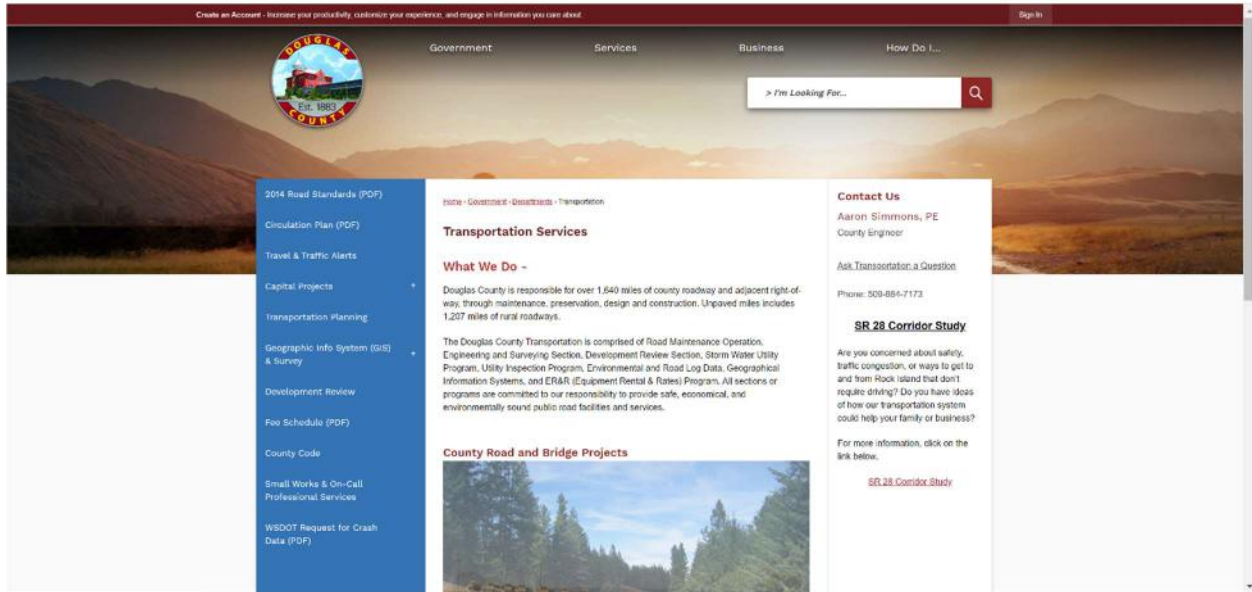 Create an Account - Increase your productivity, customize your experience, and engage in information you care about.
Sign In
DOUGLAS
Est. 1883
COUNTY
Government
Services
Business
How Do I...
> I'm Looking For...
2014 Road Standards (PDF)
Circulation Plan (PDF)
Travel & Traffic Alerts
Capital Projects +
Transportation Planning
Geographic Info System (GIS) +
& Survey
Development Review
Fee Schedule (PDF)
County Code
Small Works & On-Call
Professional Services
WSDOT Request for Crash
Data (PDF)
Home › Government › Departments › Transportation
Transportation Services
What We Do -
Douglas County is responsible for over 1,640 miles of county roadway and adjacent right-of-
way, through maintenance, preservation, design and construction. Unpaved miles includes
1,207 miles of rural roadways.
The Douglas County Transportation is comprised of Road Maintenance Operation,
Engineering and Surveying Section, Development Review Section, Storm Water Utility
Program, Utility Inspection Program, Environmental and Road Log Data, Geographical
Information Systems, and ER&R (Equipment Rental & Rates) Program. All sections or
programs are committed to our responsibility to provide safe, economical, and
environmentally sound public road facilities and services.
County Road and Bridge Projects
Contact Us
Aaron Simmons, PE
County Engineer
Ask Transportation a Question
Phone: 509-884-7173
SR 28 Corridor Study
Are you concerned about safety,
traffic congestion, or ways to get to
and from Rock Island that don't
require driving? Do you have ideas
of how our transportation system
could help your family or business?
For more information, click on the
link below.
SR 28 Corridor Study